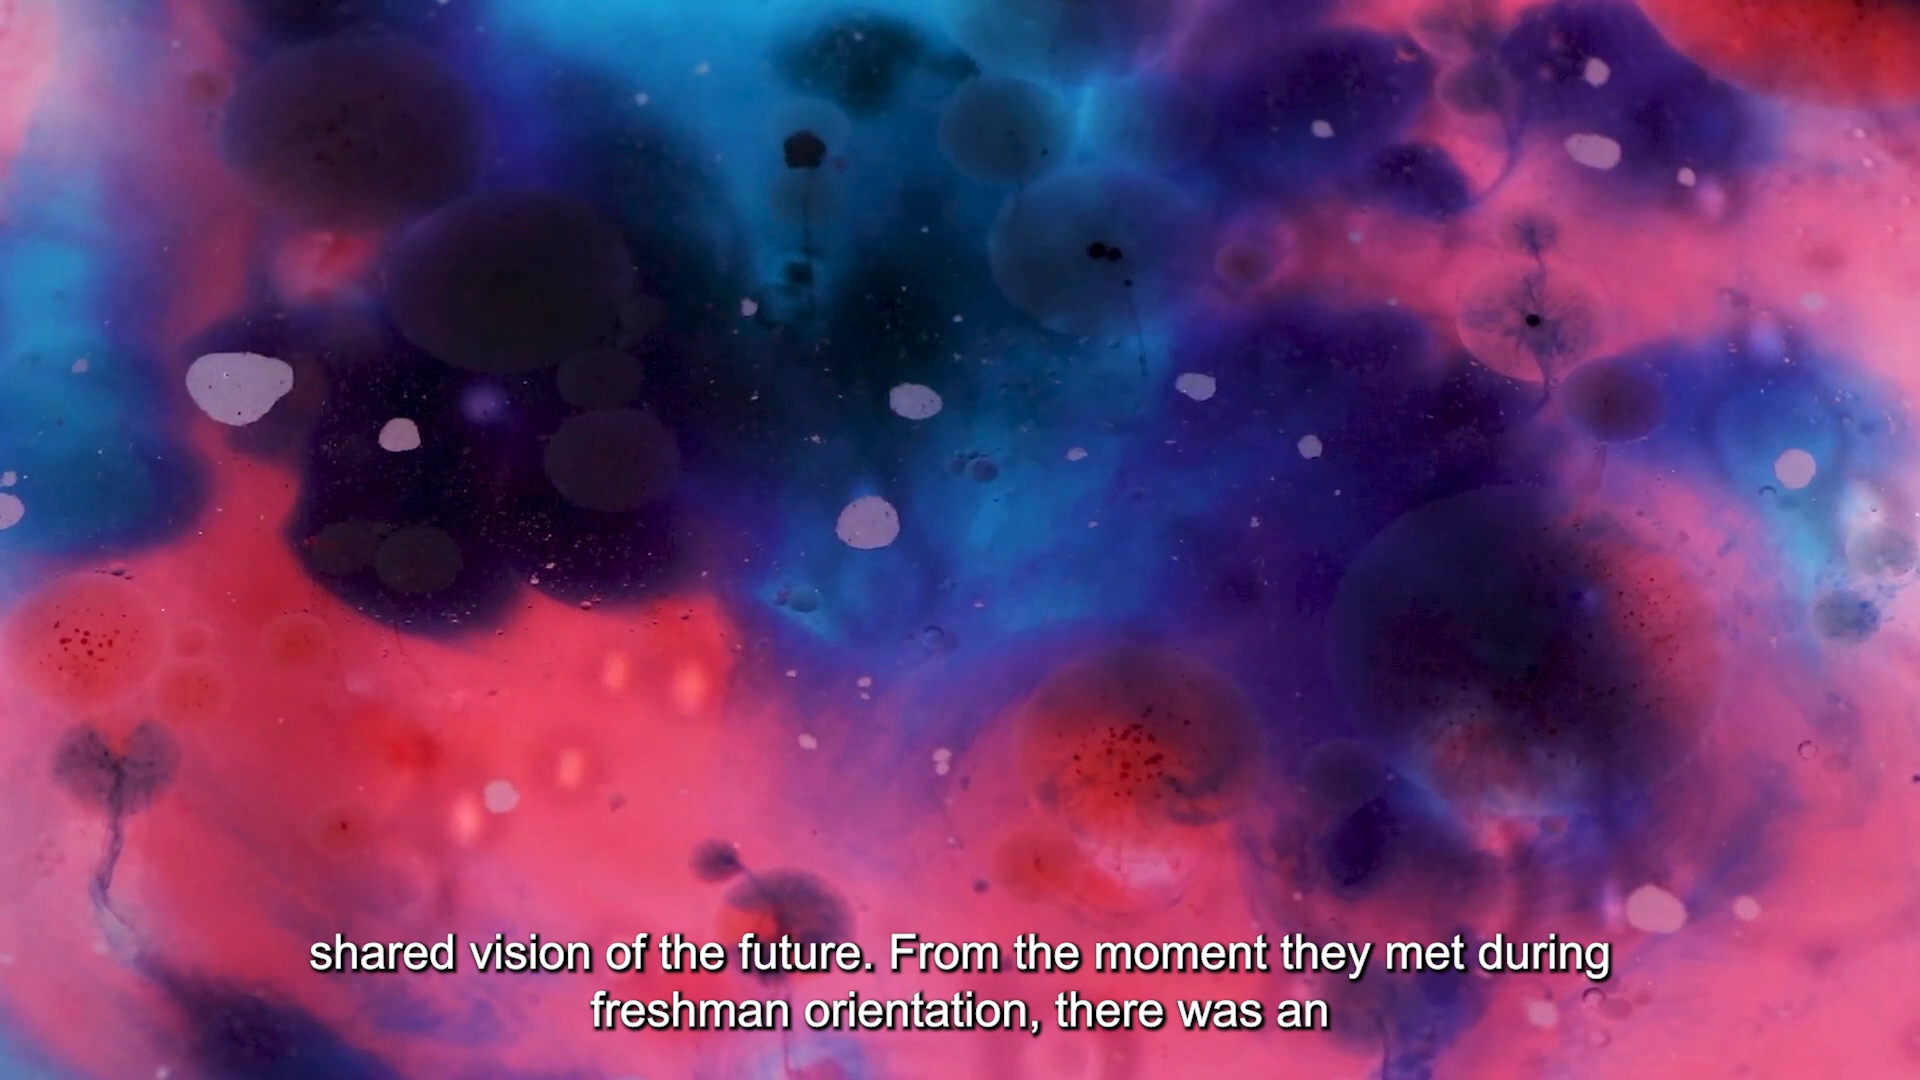 shared vision of the future. From the moment they met during
freshman orientation, there was an